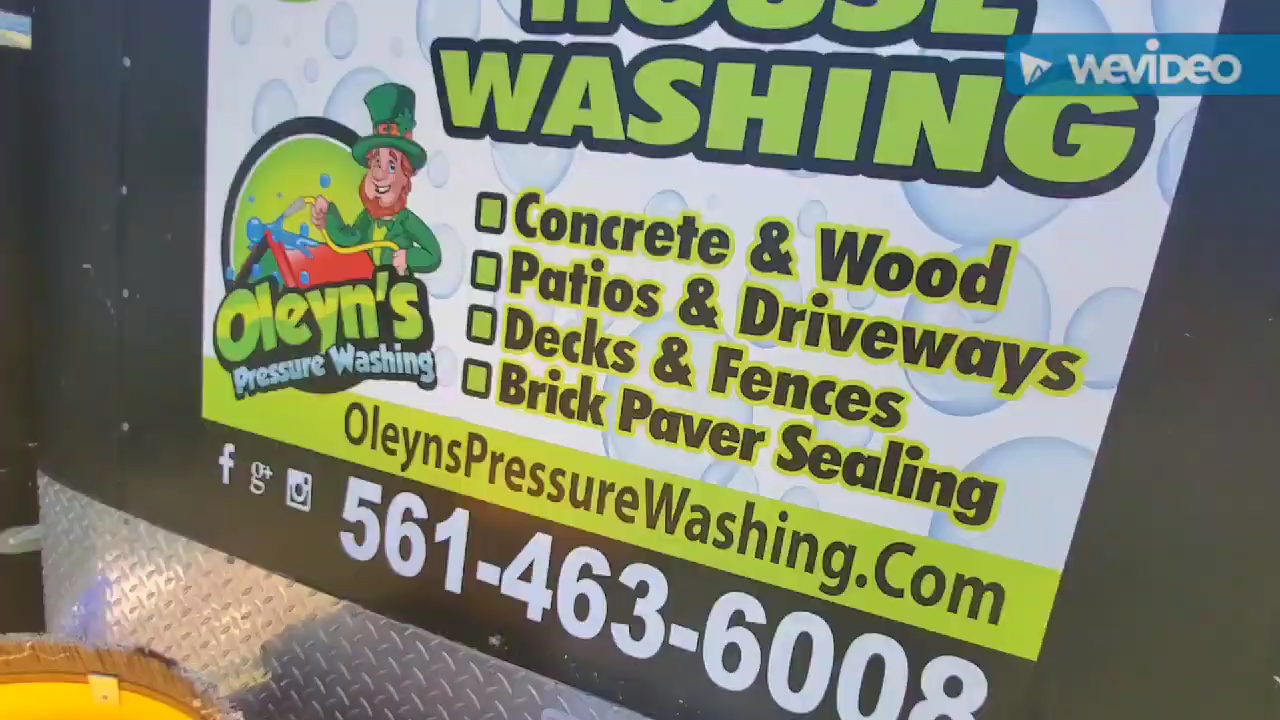 HOUSE
WASHING
WEVIDEO
Oleyn's
Pressure Washing
Concrete & Wood
Patios & Driveways
Decks & Fences
Brick Paver Sealing
OleynsPressureWashing.Com
f g+
561-463-6008